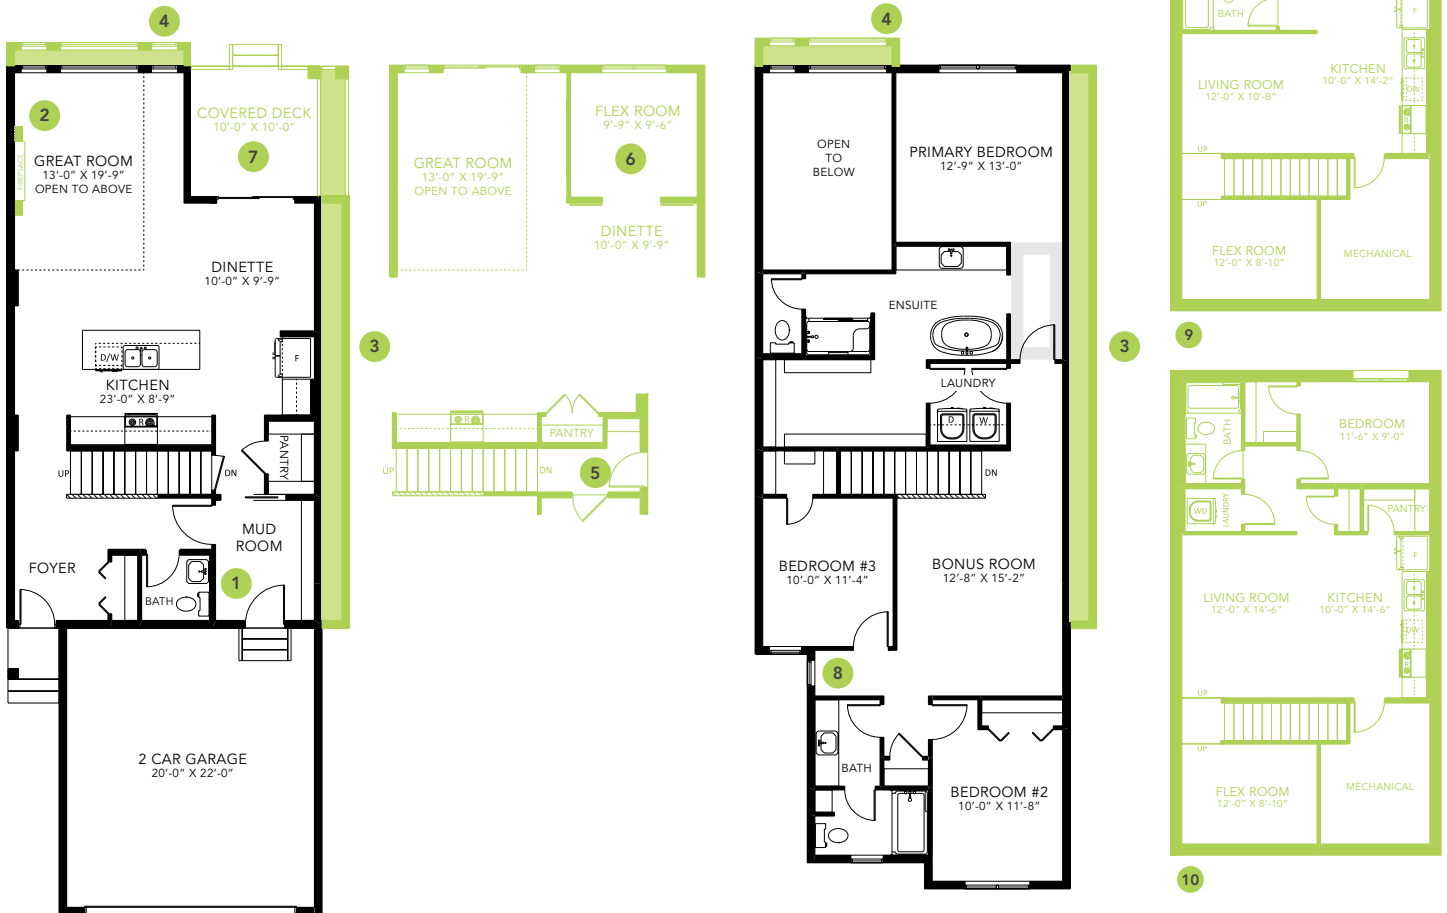 4
2
GREAT ROOM
13'-0" X 19'-9"
OPEN TO ABOVE
FIREPLACE
COVERED DECK
10'-0" X 10'-0"
7
DINETTE
10'-0" X 9'-9"
3
D/W
F
KITCHEN
23'-0" X 8'-9"
R
PANTRY
UP
DN
MUD
ROOM
FOYER
BATH
1
2 CAR GARAGE
20'-0" X 22'-0"
GREAT ROOM
13'-0" X 19'-9"
OPEN TO ABOVE
FLEX ROOM
9'-9" X 9'-6"
6
DINETTE
10'-0" X 9'-9"
R
PANTRY
UP
DN
5
4
OPEN
TO
BELOW
PRIMARY BEDROOM
12'-9" X 13'-0"
ENSUITE
3
LAUNDRY
D
W
DN
BEDROOM #3
10'-0" X 11'-4"
BONUS ROOM
12'-8" X 15'-2"
8
BATH
BEDROOM #2
10'-0" X 11'-8"
BATH
F
LIVING ROOM
12'-0" X 10'-8"
KITCHEN
10'-0" X 14'-2"
DW
R
UP
UP
FLEX ROOM
12'-0" X 8'-10"
MECHANICAL
9
BATH
BEDROOM
11'-6" X 9'-0"
WD
LAUNDRY
PANTRY
F
LIVING ROOM
12'-0" X 14'-6"
KITCHEN
10'-0" X 14'-6"
DW
R
UP
UP
FLEX ROOM
12'-0" X 8'-10"
MECHANICAL
10